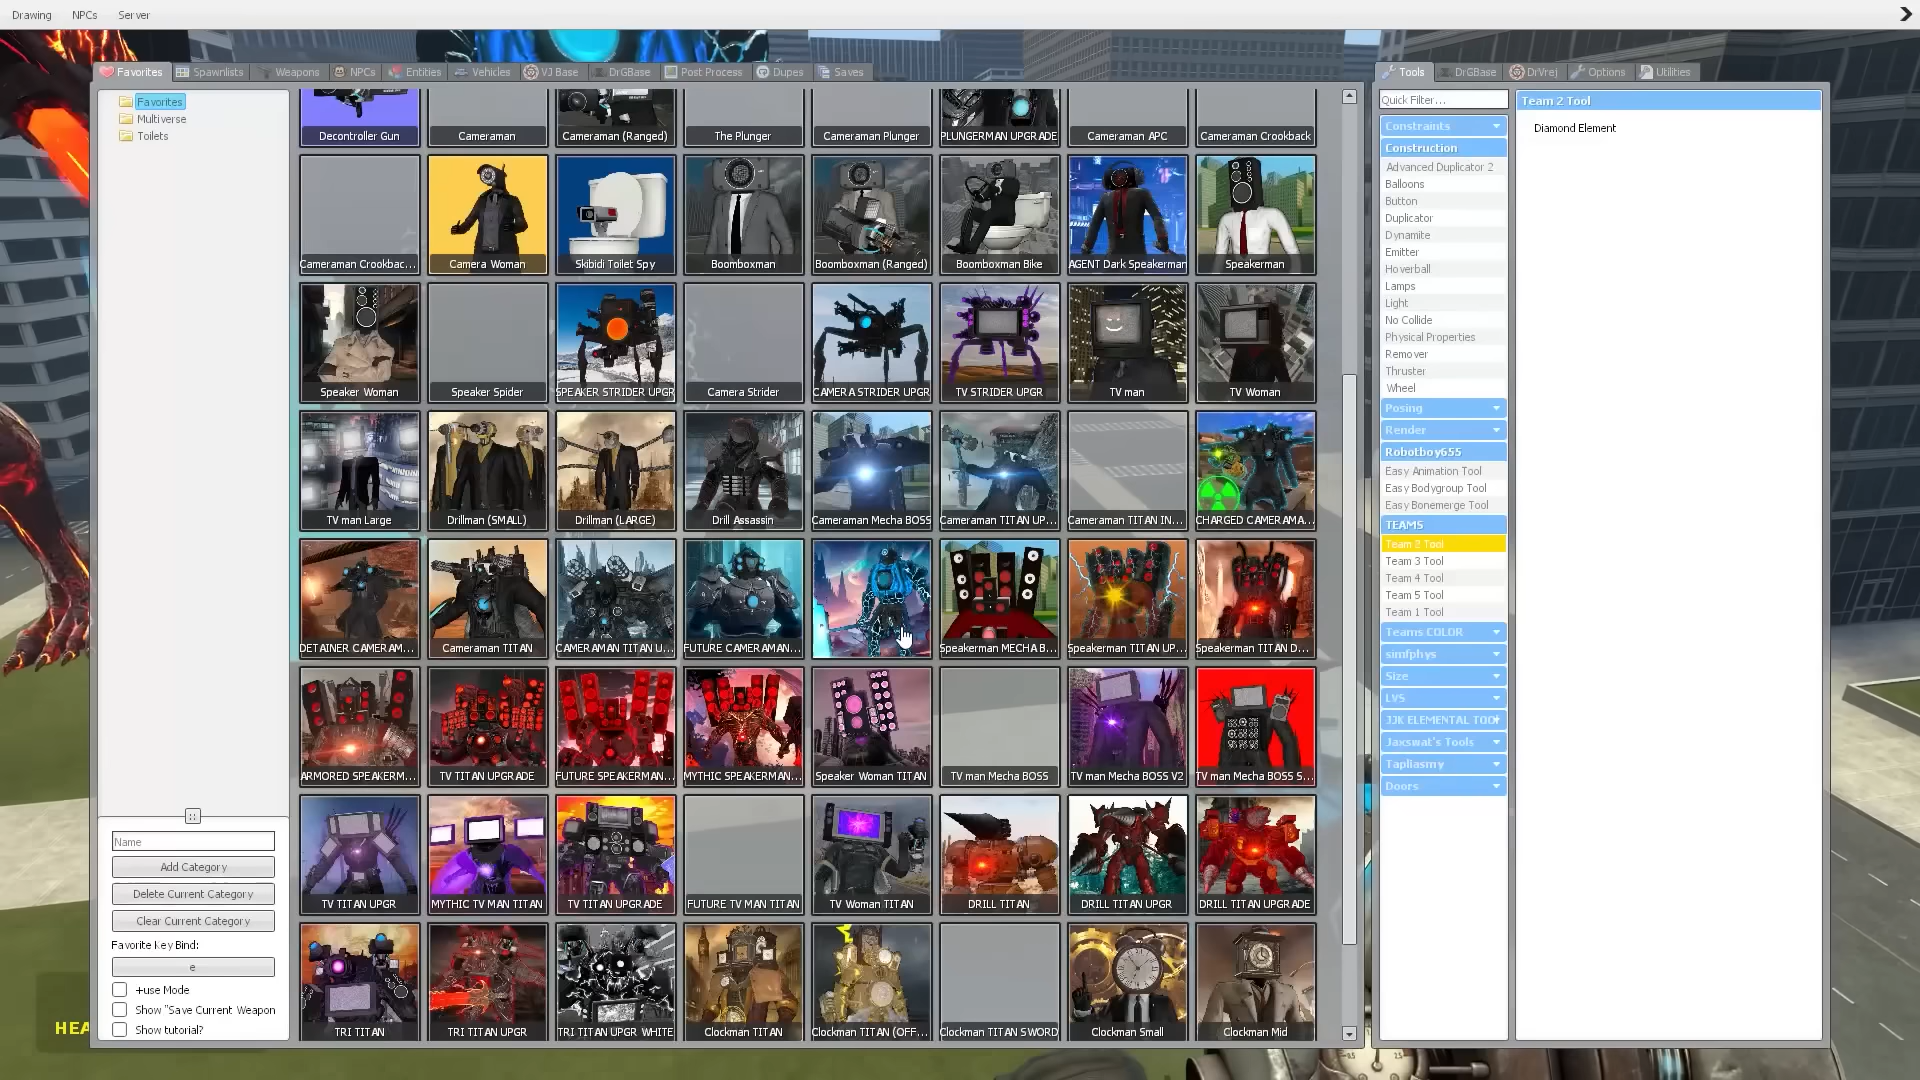 Drawing NPCs Server
Favorites Spawnlists Weapons NPCs Entities Vehicles VJ Base DrGBase Post Process Dupes Saves
Tools DrGBase DrVrej Options Utilities
Favorites
Multiverse
Toilets
Decontroller Gun
Cameraman
Cameraman (Ranged)
The Plunger
Cameraman Plunger
PLUNGERMAN UPGRADE
Cameraman APC
Cameraman Crookback
Cameraman Crookbac...
Camera Woman
Skibidi Toilet Spy
Boomboxman
Boomboxman (Ranged)
Boomboxman Bike
AGENT Dark Speakerman
Speakerman
Speaker Woman
Speaker Spider
SPEAKER STRIDER UPGR
Camera Strider
CAMERA STRIDER UPGR
TV STRIDER UPGR
TV man
TV Woman
TV man Large
Drillman (SMALL)
Drillman (LARGE)
Drill Assassin
Cameraman Mecha BOSS
Cameraman TITAN UP...
Cameraman TITAN IN...
CHARGED CAMERAMA...
DETAINER CAMERAM...
Cameraman TITAN
CAMERAMAN TITAN U...
FUTURE CAMERAMAN...
Speakerman MECHA B...
Speakerman TITAN UP...
Speakerman TITAN D...
ARMORED SPEAKERM...
TV TITAN UPGRADE
FUTURE SPEAKERMAN...
MYTHIC SPEAKERMAN...
Speaker Woman TITAN
TV man Mecha BOSS
TV man Mecha BOSS V2
TV man Mecha BOSS S...
TV TITAN UPGR
MYTHIC TV MAN TITAN
TV TITAN UPGRADE
FUTURE TV MAN TITAN
TV Woman TITAN
DRILL TITAN
DRILL TITAN UPGR
DRILL TITAN UPGRADE
TRI TITAN
TRI TITAN UPGR
TRI TITAN UPGR WHITE
Clockman TITAN
Clockman TITAN (OFF...
Clockman TITAN SWORD
Clockman Small
Clockman Mid
Name
Add Category
Delete Current Category
Clear Current Category
Favorite Key Bind:
e
+use Mode
Show "Save Current Weapon
Show tutorial?
HEA
Quick Filter...
Constraints
Construction
Advanced Duplicator 2
Balloons
Button
Duplicator
Dynamite
Emitter
Hoverball
Lamps
Light
No Collide
Physical Properties
Remover
Thruster
Wheel
Posing
Render
Robotboy655
Easy Animation Tool
Easy Bodygroup Tool
Easy Bonemerge Tool
TEAMS
Team 2 Tool
Team 3 Tool
Team 4 Tool
Team 5 Tool
Team 1 Tool
Teams COLOR
simfphys
Size
LVS
JJK ELEMENTAL TOO
Jaxswat's Tools
Tapliasmy
Doors
Team 2 Tool
Diamond Element